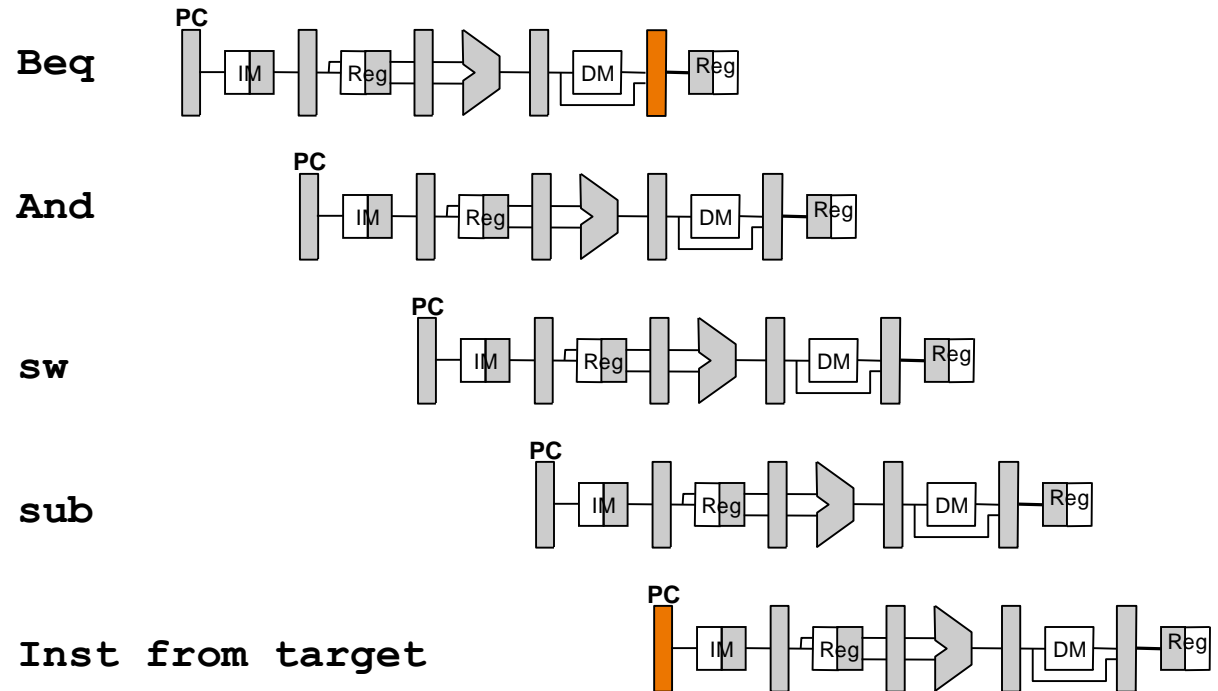 PC
Beq IM Reg DM Reg
PC
And IM Reg DM Reg
PC
sw IM Reg DM Reg
PC
sub IM Reg DM Reg
PC
Inst from target IM Reg DM Reg